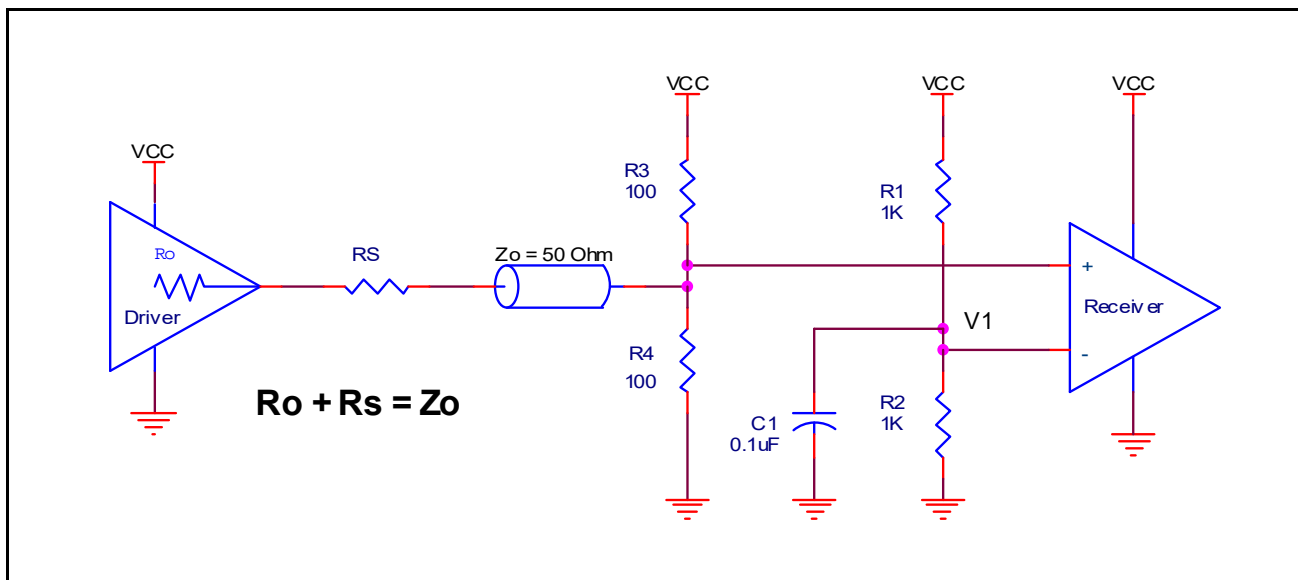 VCC
VCC
VCC
VCC
R3
100
R1
1K
Ro
RS
Zo = 50 Ohm
+
Driver
Receiver
V1
-
R4
100
Ro + Rs = Zo
R2
1K
C1
0.1uF